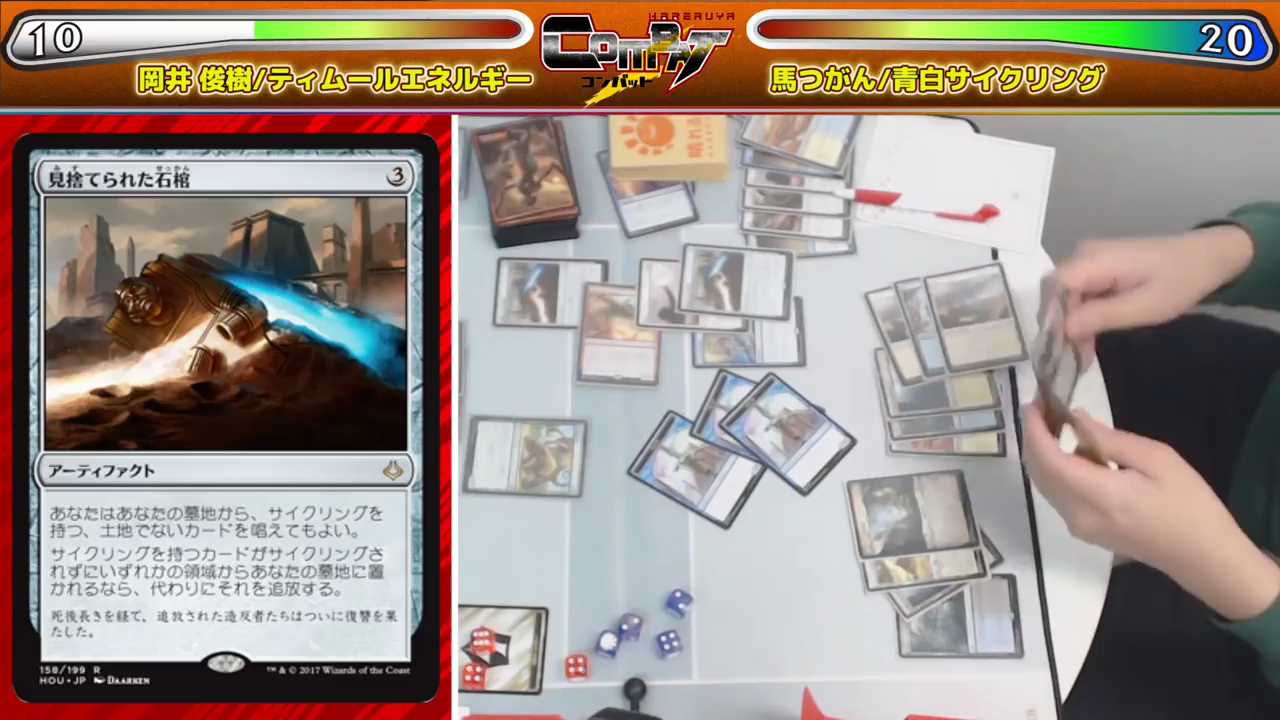 10
HARERUYA
COMBAT
コンバット
20
岡井 俊樹/ティムールエネルギー
馬つがん/青白サイクリング
見捨てられた石棺
みす
せっかん
3
アーティファクト
あなたはあなたの墓地から、サイクリングを
持つ、土地でないカードを唱えてもよい。
サイクリングを持つカードがサイクリングさ
れずにいずれかの領域からあなたの墓地に置
かれるなら、代わりにそれを追放する。
死後長きを経て、追放された造反者たちはついに復讐を果
たした。
158/199 R
HOU・JP DAARKEN
™ & © 2017 Wizards of the Coast